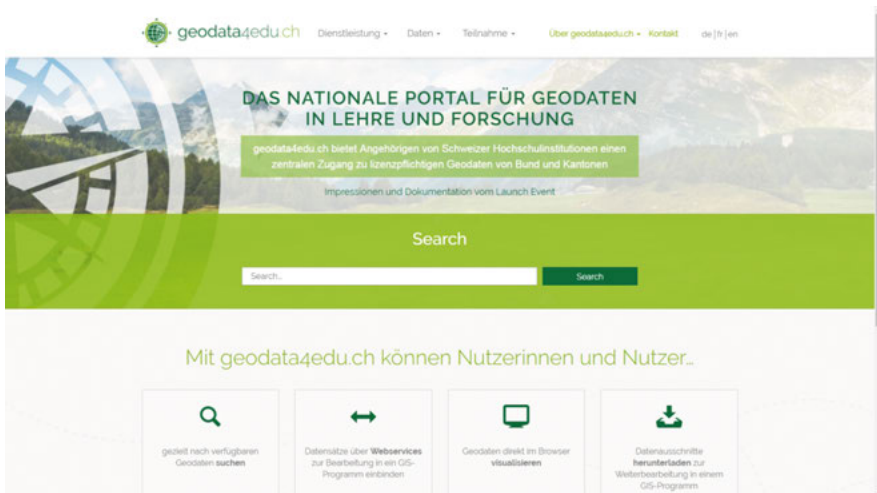 geodata4edu.ch Dienstleistung Daten Teilnahme Über geodata4edu.ch Kontakt de | fr | en
DAS NATIONALE PORTAL FÜR GEODATEN
IN LEHRE UND FORSCHUNG
geodata4edu.ch bietet Angehörigen von Schweizer Hochschulinstitutionen einen
zentralen Zugang zu lizenzpflichtigen Geodaten von Bund und Kantonen
Impressionen und Dokumentation vom Launch Event
Search
Search... Search
Mit geodata4edu.ch können Nutzerinnen und Nutzer...
gezielt nach verfügbaren
Geodaten suchen
Datensätze über Webservices
zur Bearbeitung in ein GIS-
Programm einbinden
Geodaten direkt im Browser
visualisieren
Datenausschnitte
herunterladen zur
Weiterbearbeitung in einem
GIS-Programm